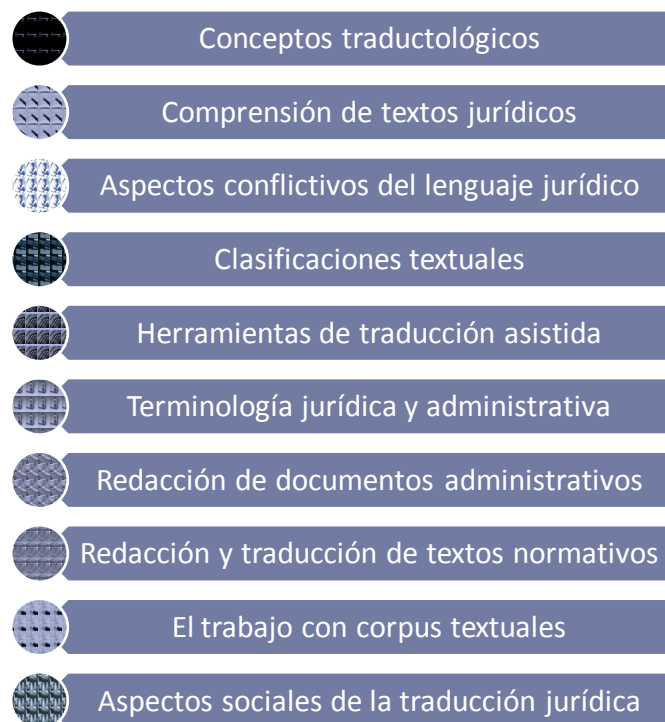 Conceptos traductológicos
Comprensión de textos jurídicos
Aspectos conflictivos del lenguaje jurídico
Clasificaciones textuales
Herramientas de traducción asistida
Terminología jurídica y administrativa
Redacción de documentos administrativos
Redacción y traducción de textos normativos
El trabajo con corpus textuales
Aspectos sociales de la traducción jurídica